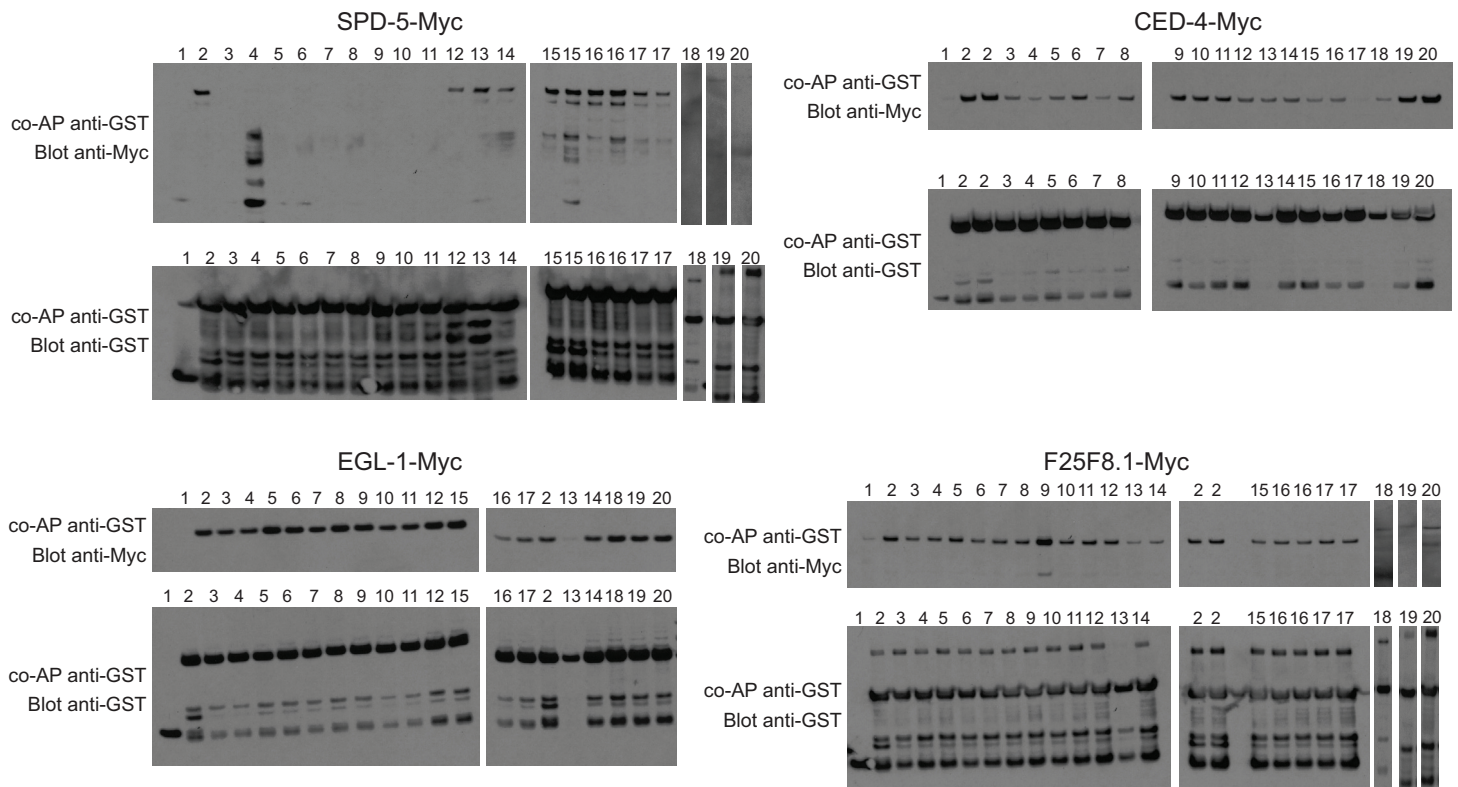 SPD-5-Myc
1 2 3 4 5 6 7 8 9 10 11 12 13 14 15 15 16 16 17 17 18 19 20
co-AP anti-GST
Blot anti-Myc
1 2 3 4 5 6 7 8 9 10 11 12 13 14 15 15 16 16 17 17 18 19 20
co-AP anti-GST
Blot anti-GST
CED-4-Myc
1 2 2 3 4 5 6 7 8 9 10 11 12 13 14 15 16 17 18 19 20
co-AP anti-GST
Blot anti-Myc
1 2 2 3 4 5 6 7 8 9 10 11 12 13 14 15 16 17 18 19 20
co-AP anti-GST
Blot anti-GST
EGL-1-Myc
1 2 3 4 5 6 7 8 9 10 11 12 15 16 17 2 13 14 18 19 20
co-AP anti-GST
Blot anti-Myc
1 2 3 4 5 6 7 8 9 10 11 12 15 16 17 2 13 14 18 19 20
co-AP anti-GST
Blot anti-GST
F25F8.1-Myc
1 2 3 4 5 6 7 8 9 10 11 12 13 14 2 2 15 16 16 17 17 18 19 20
co-AP anti-GST
Blot anti-Myc
1 2 3 4 5 6 7 8 9 10 11 12 13 14 2 2 15 16 16 17 17 18 19 20
co-AP anti-GST
Blot anti-GST